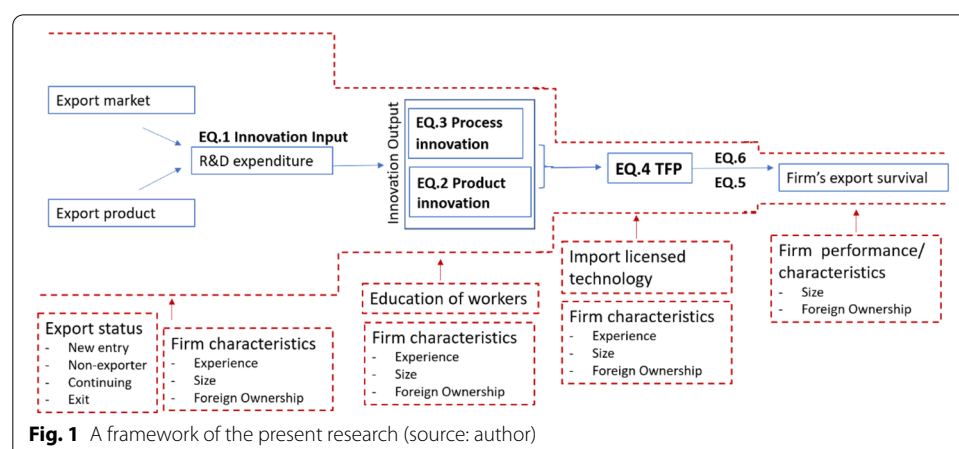 Export market
Export product
EQ.1 Innovation Input
R&D expenditure
Innovation Output
EQ.3 Process
innovation
EQ.2 Product
innovation
EQ.4 TFP
EQ.6
EQ.5
Firm's export survival
Export status
- New entry
- Non-exporter
- Continuing
- Exit
Firm characteristics
- Experience
- Size
- Foreign Ownership
Education of workers
Firm characteristics
- Experience
- Size
- Foreign Ownership
Import licensed
technology
Firm characteristics
- Experience
- Size
- Foreign Ownership
Firm performance/
characteristics
- Size
- Foreign Ownership
Fig. 1 A framework of the present research (source: author)